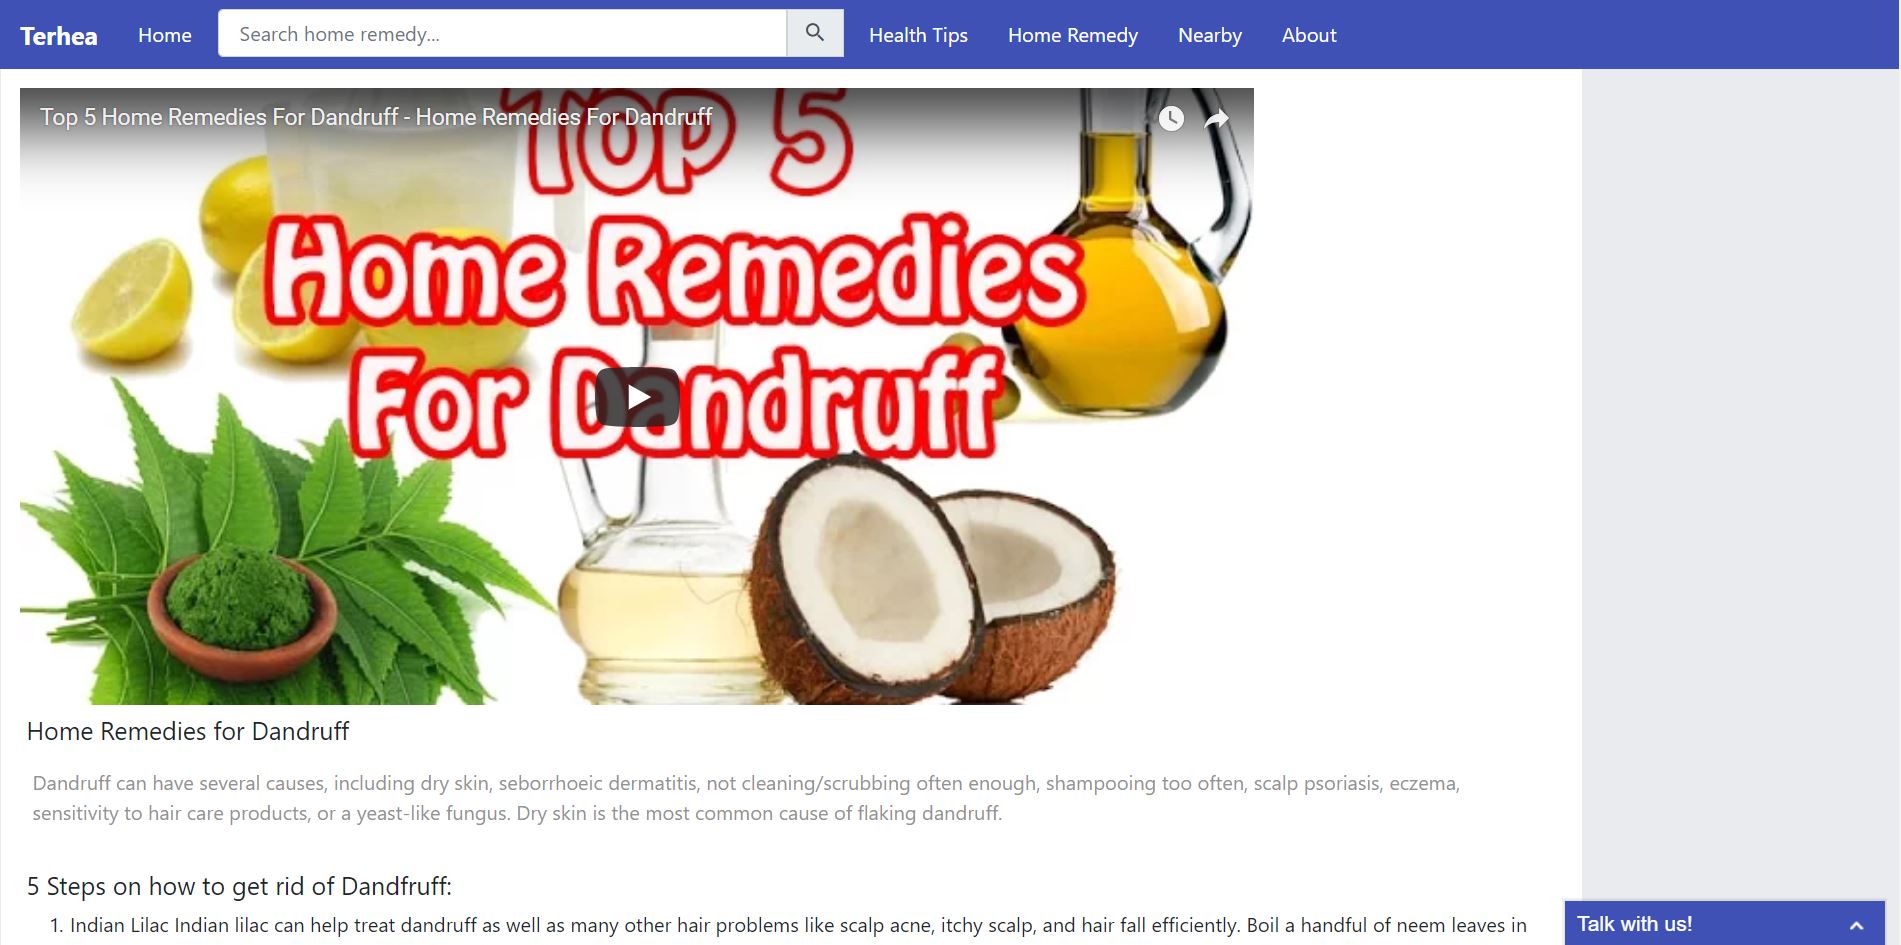 Terhea Home Search home remedy... Health Tips Home Remedy Nearby About
Top 5 Home Remedies For Dandruff - Home Remedies For Dandruff
TOP 5
Home Remedies
For Dandruff
Home Remedies for Dandruff
Dandruff can have several causes, including dry skin, seborrhoeic dermatitis, not cleaning/scrubbing often enough, shampooing too often, scalp psoriasis, eczema,
sensitivity to hair care products, or a yeast-like fungus. Dry skin is the most common cause of flaking dandruff.
5 Steps on how to get rid of Dandfruff:
1. Indian Lilac Indian lilac can help treat dandruff as well as many other hair problems like scalp acne, itchy scalp, and hair fall efficiently. Boil a handful of neem leaves in
Talk with us!